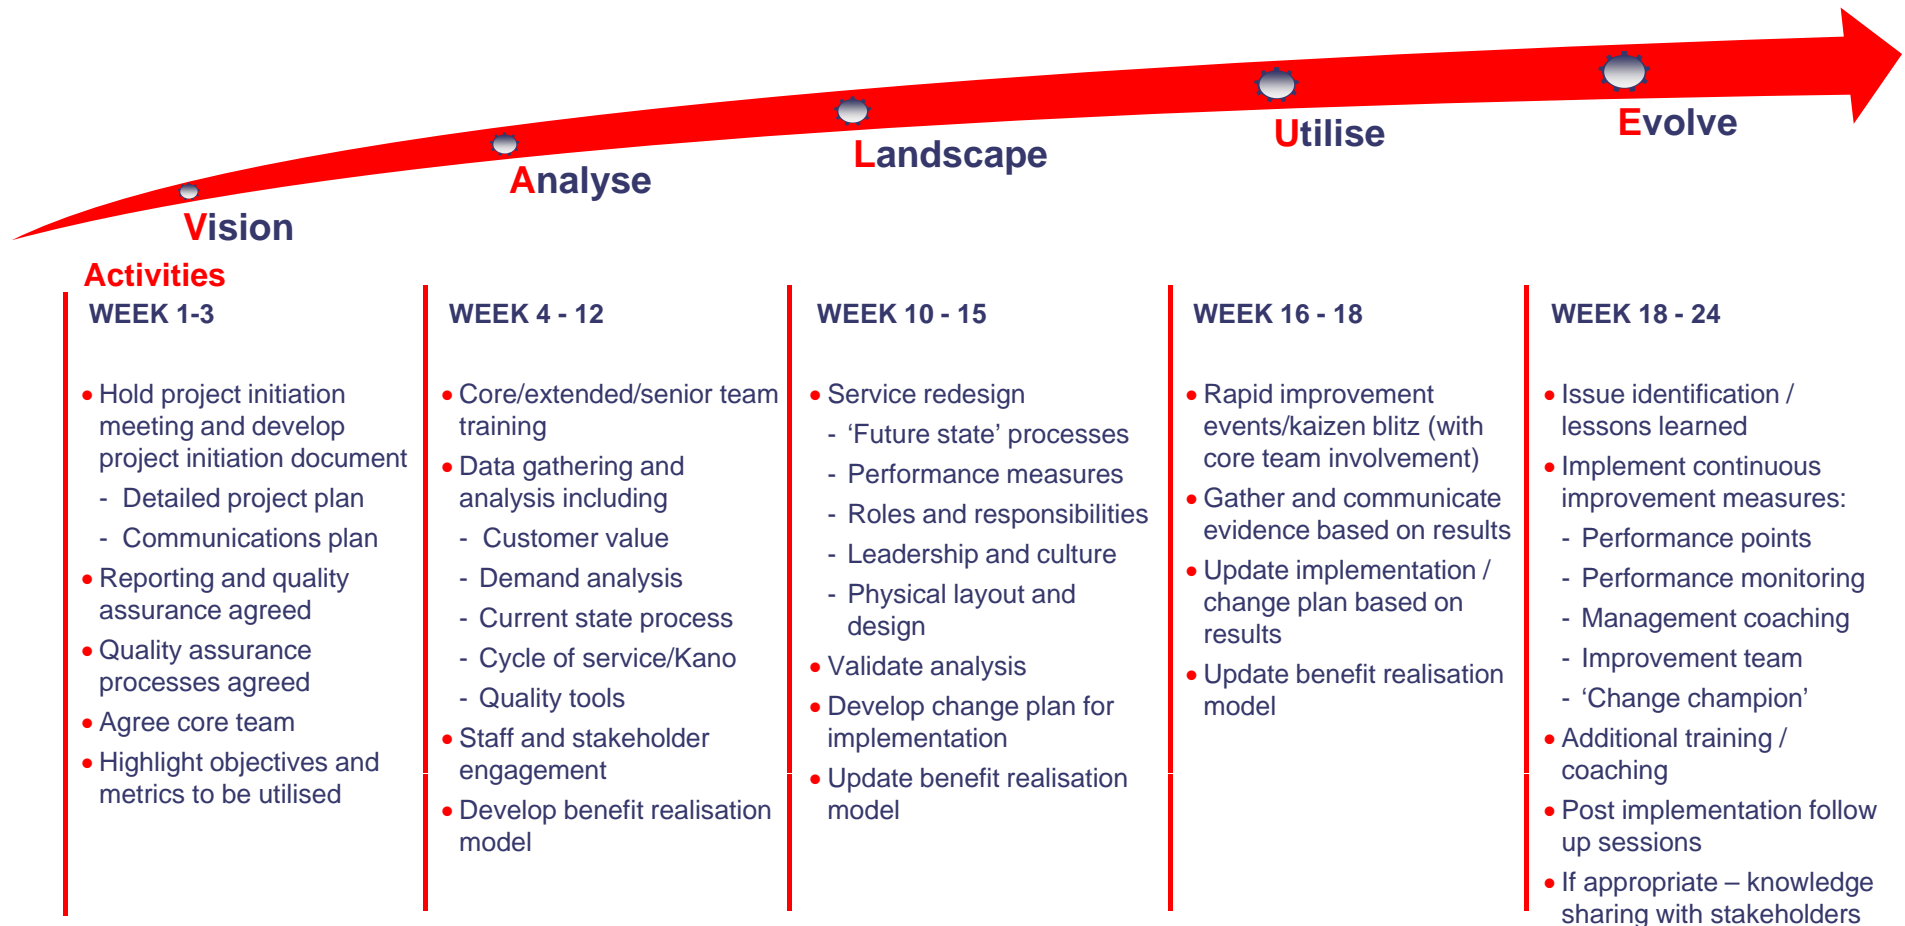 Vision
Analyse
Landscape
Utilise
Evolve
Activities
WEEK 1-3
• Hold project initiation
meeting and develop
project initiation document
- Detailed project plan
- Communications plan
• Reporting and quality
assurance agreed
• Quality assurance
processes agreed
• Agree core team
• Highlight objectives and
metrics to be utilised
WEEK 4 - 12
• Core/extended/senior team
training
• Data gathering and
analysis including
- Customer value
- Demand analysis
- Current state process
- Cycle of service/Kano
- Quality tools
• Staff and stakeholder
engagement
• Develop benefit realisation
model
WEEK 10 - 15
• Service redesign
- ‘Future state’ processes
- Performance measures
- Roles and responsibilities
- Leadership and culture
- Physical layout and
design
• Validate analysis
• Develop change plan for
implementation
• Update benefit realisation
model
WEEK 16 - 18
• Rapid improvement
events/kaizen blitz (with
core team involvement)
• Gather and communicate
evidence based on results
• Update implementation /
change plan based on
results
• Update benefit realisation
model
WEEK 18 - 24
• Issue identification /
lessons learned
• Implement continuous
improvement measures:
- Performance points
- Performance monitoring
- Management coaching
- Improvement team
- ‘Change champion’
• Additional training /
coaching
• Post implementation follow
up sessions
• If appropriate – knowledge
sharing with stakeholders